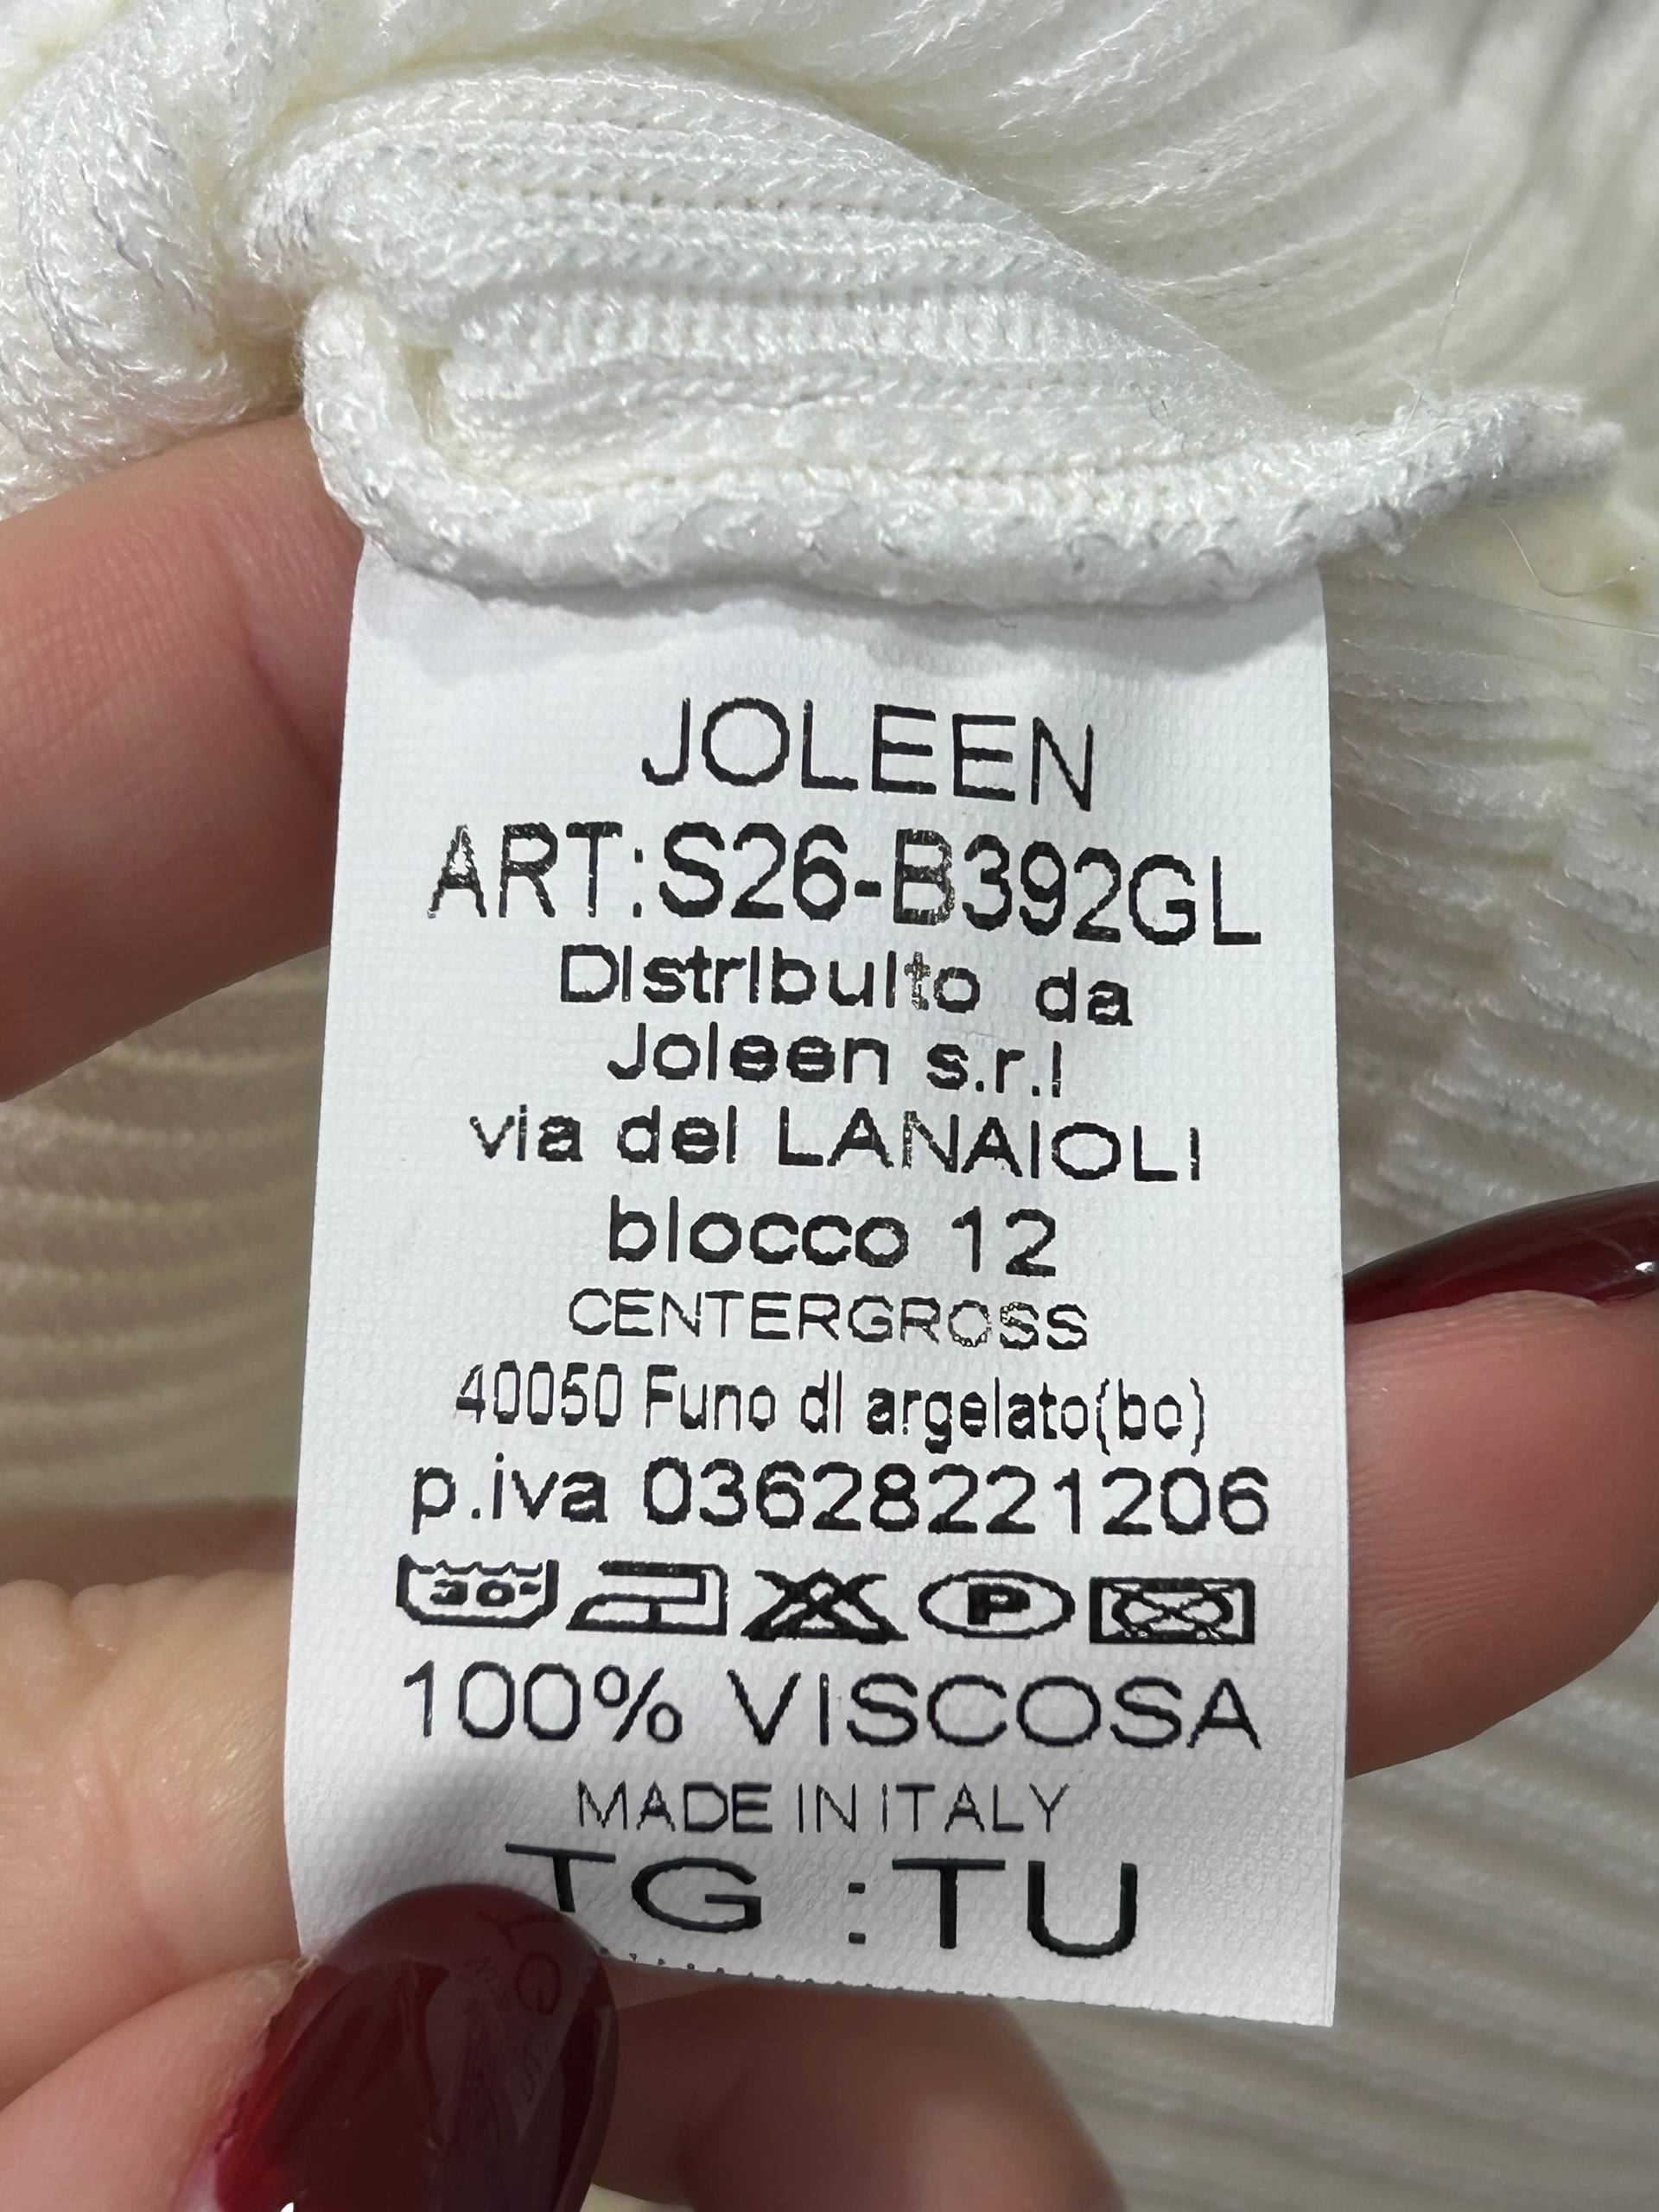 JOLEEN
ART:S26-B392GL
Distribuito da
Joleen s.r.l
via dei LANAIOLI
blocco 12
CENTERGROSS
40050 Funo di argelato(bo)
p.iva 03628221206
30° P
100% VISCOSA
MADE IN ITALY
TG :TU